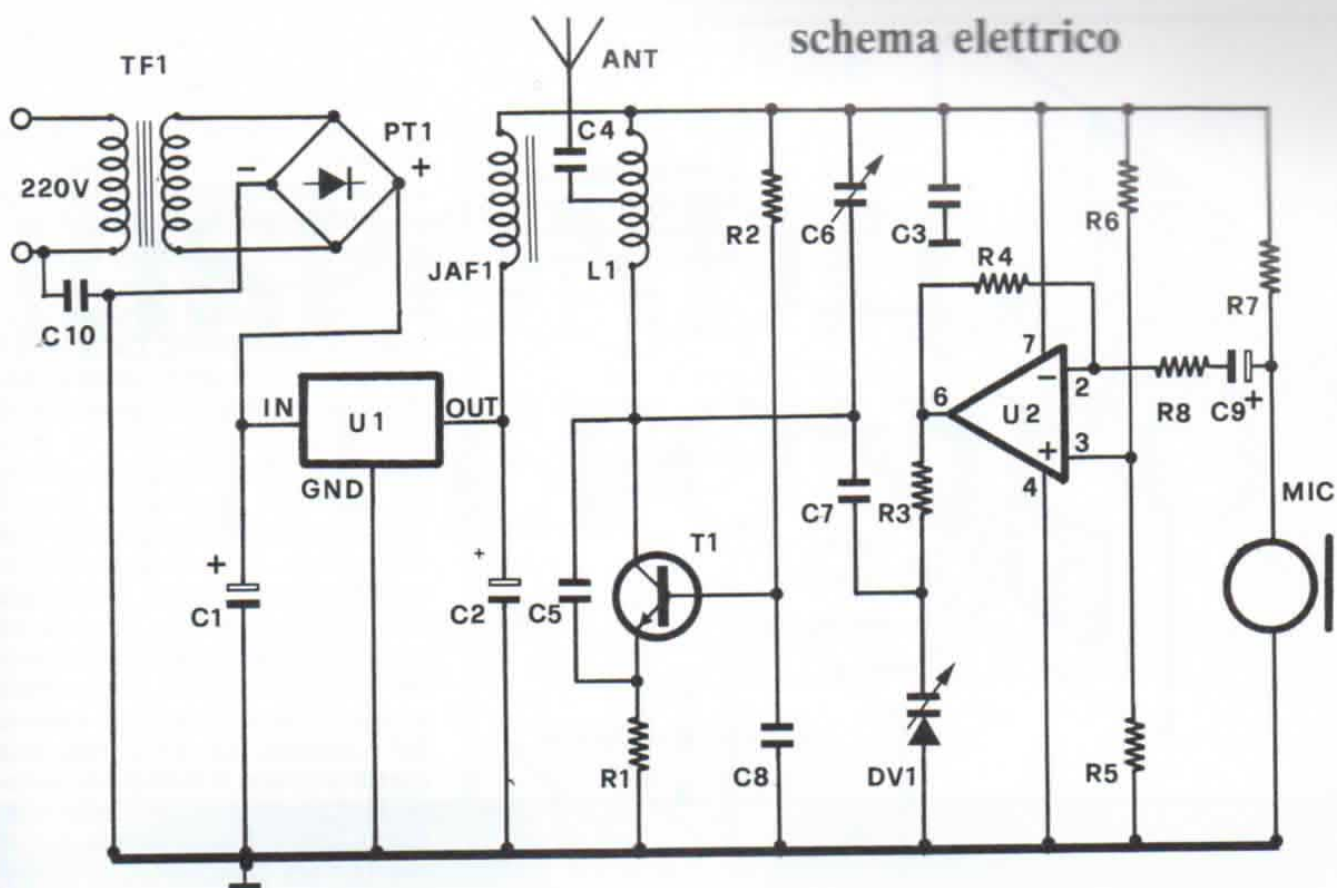 schema elettrico
TF1
ANT
PT1
C4
+
-
220V
R2
C6
C3
R6
JAF1
L1
R4
R7
C10
7
-
2
6
U2
IN
U1
OUT
R8
C9
+
+
3
GND
4
C7
R3
MIC
T1
+
+
C1
C2
C5
R1
C8
DV1
R5